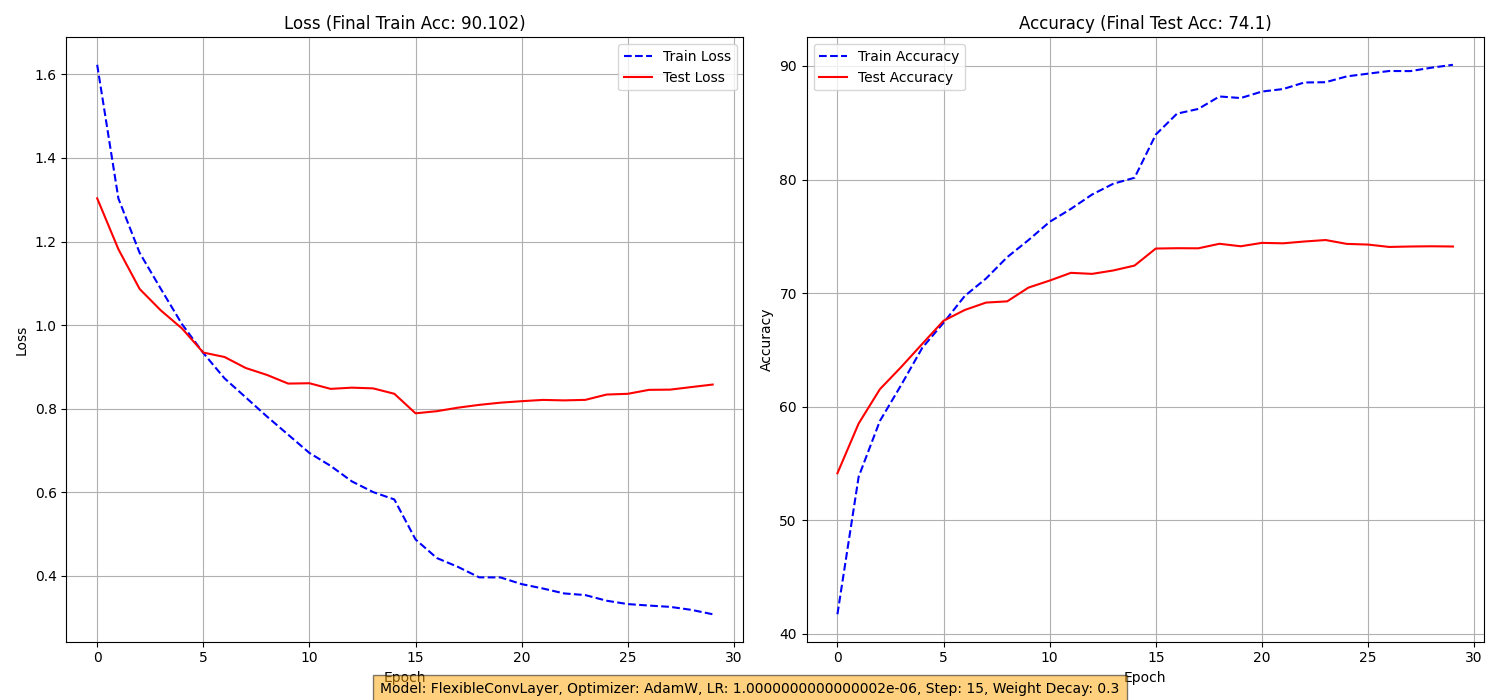 Loss (Final Train Acc: 90.102)
Train Loss
Test Loss
1.6
1.4
1.2
1.0
0.8
0.6
0.4
Loss
0 5 10 15 20 25 30
Epoch
Accuracy (Final Test Acc: 74.1)
Train Accuracy
Test Accuracy
90
80
70
60
50
40
Accuracy
0 5 10 15 20 25 30
Epoch
Model: FlexibleConvLayer, Optimizer: AdamW, LR: 1.0000000000000002e-06, Step: 15, Weight Decay: 0.3